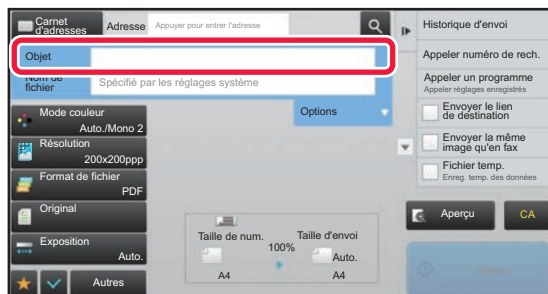 Carnet
d'adresses
Adresse
Appuyer pour entrer l'adresse
Objet
Nom de
fichier
Spécifié par les réglages système
Mode couleur
Auto./Mono 2
Résolution
200x200ppp
Format de fichier
PDF
Original
Exposition
Auto.
Autres
Options
Taille de num.
100%
Taille d'envoi
Auto.
A4
A4
Historique d'envoi
Appeler numéro de rech.
Appeler un programme
Appeler réglages enregistrés
Envoyer le lien
de destination
Envoyer la même
image qu'en fax
Fichier temp.
Enreg. temp. des données
Aperçu
CA
Départ